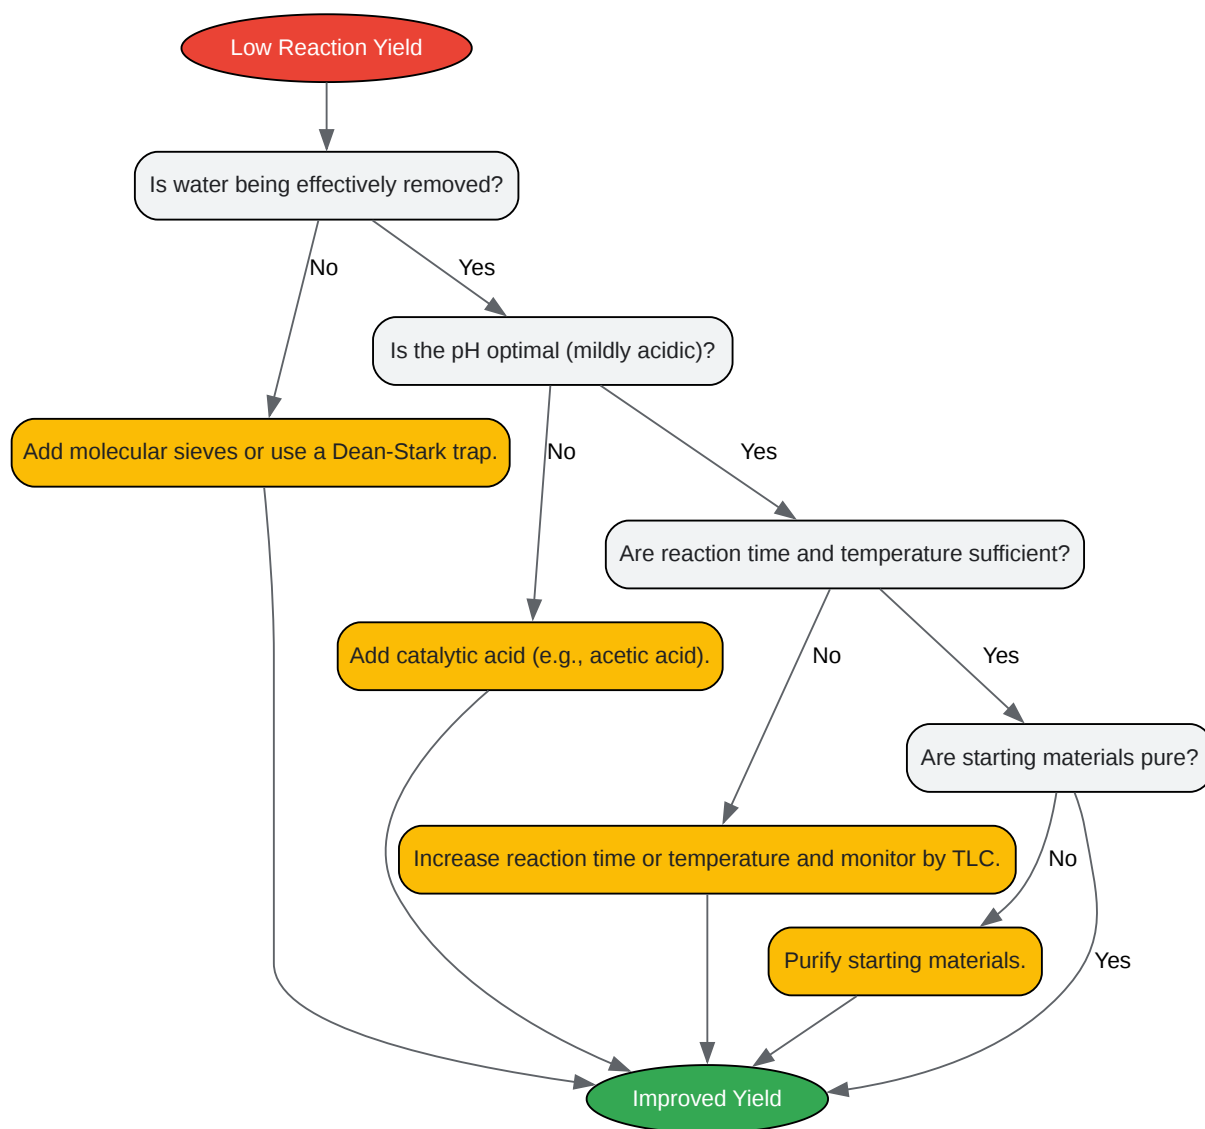 Low Reaction Yield
Is water being effectively removed?
No
Yes
Is the pH optimal (mildly acidic)?
Add molecular sieves or use a Dean-Stark trap.
No
Yes
Are reaction time and temperature sufficient?
Add catalytic acid (e.g., acetic acid).
No
Yes
Are starting materials pure?
Increase reaction time or temperature and monitor by TLC.
No
Purify starting materials.
Yes
Improved Yield